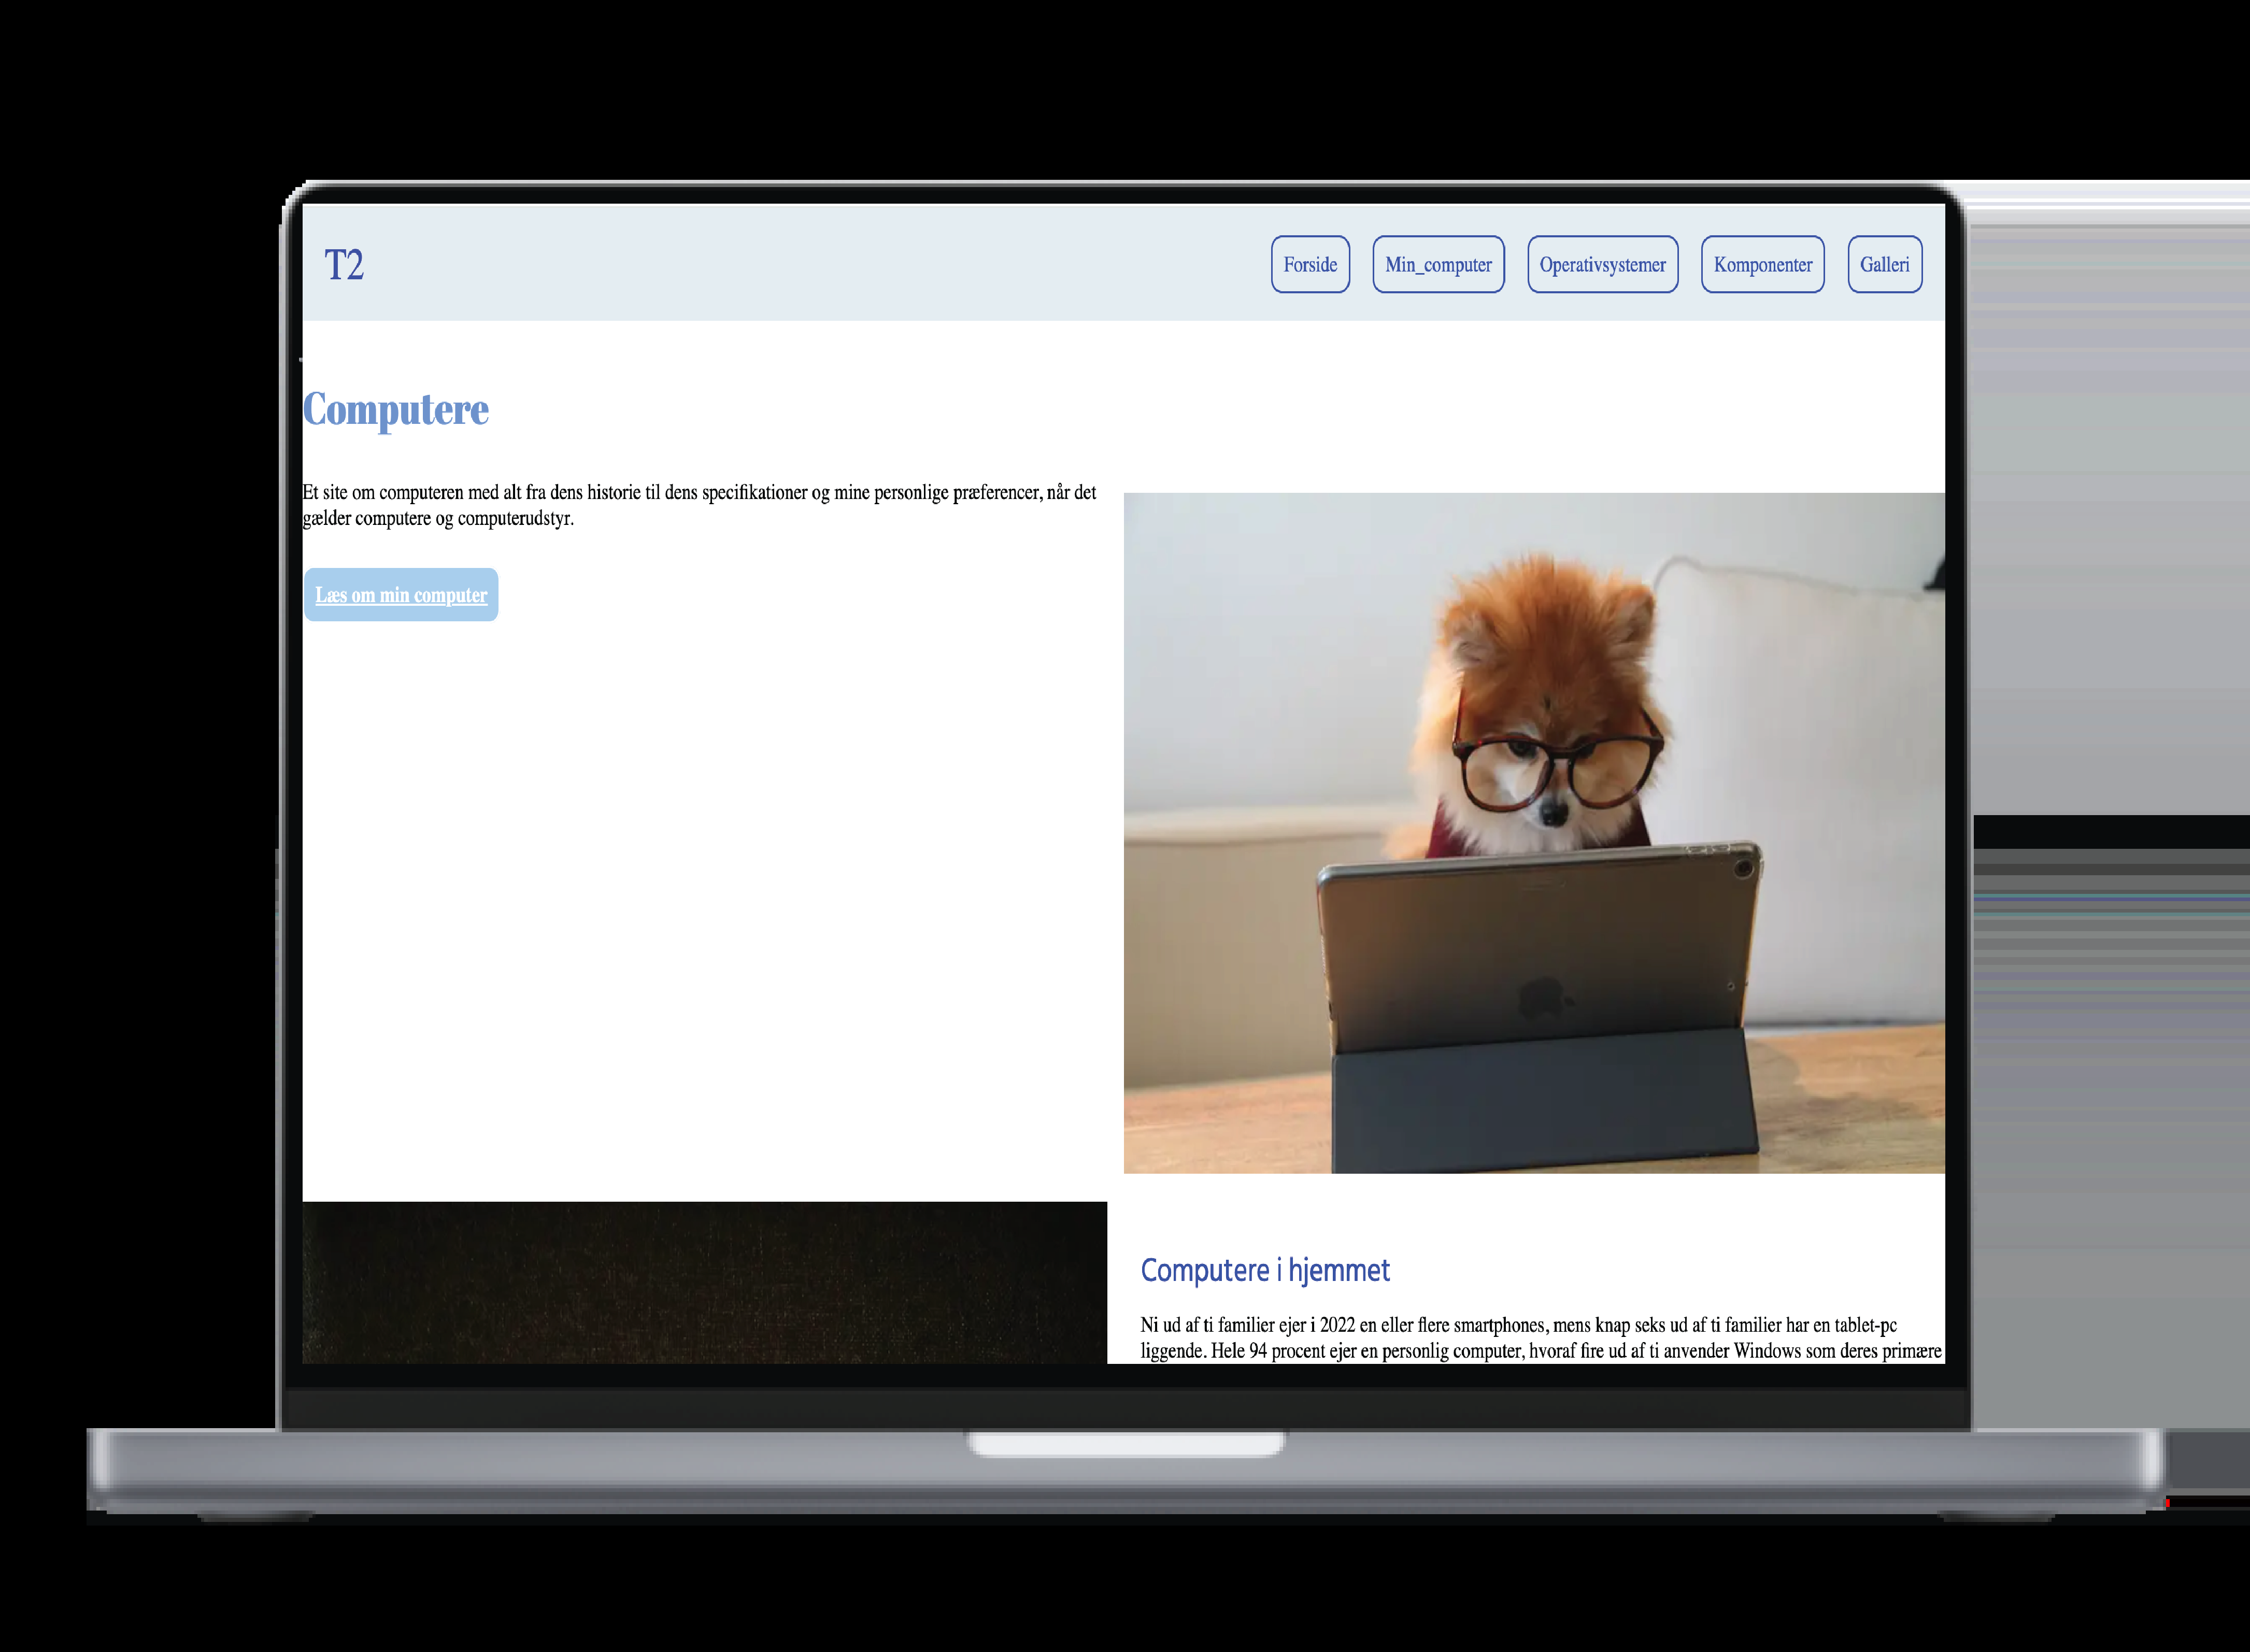 T2
Forside
Min_computer
Operativsystemer
Komponenter
Galleri
Computere
Et site om computeren med alt fra dens historie til dens specifikationer og mine personlige præferencer, når det
gælder computere og computerudstyr.
Læs om min computer
Computere i hjemmet
Ni ud af ti familier ejer i 2022 en eller flere smartphones, mens knap seks ud af ti familier har en tablet-pc
liggende. Hele 94 procent ejer en personlig computer, hvoraf fire ud af ti anvender Windows som deres primære